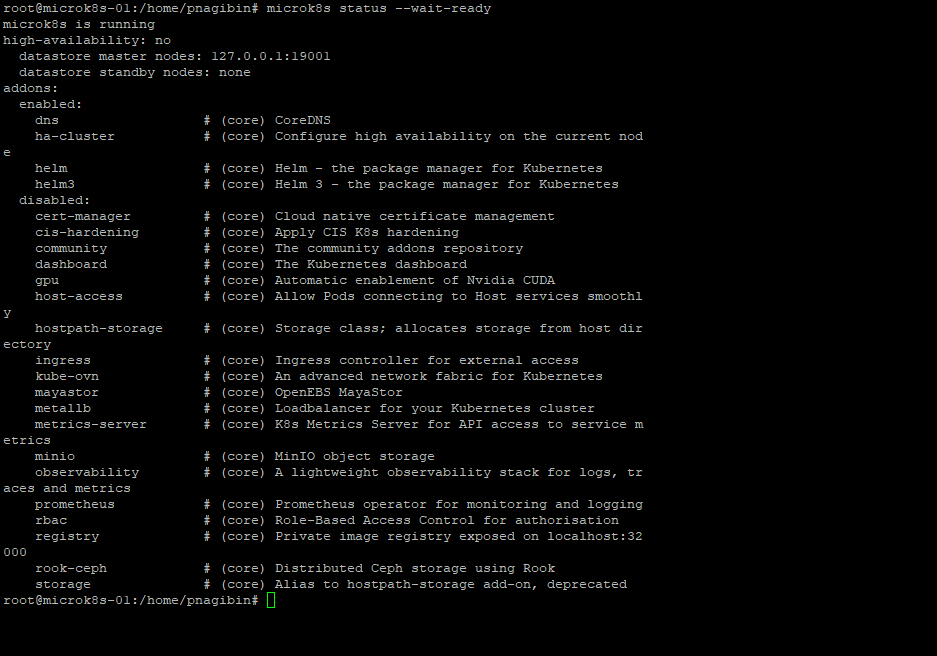 root@microk8s-01:/home/pnagibin# microk8s status --wait-ready
microk8s is running
high-availability: no
  datastore master nodes: 127.0.0.1:19001
  datastore standby nodes: none
addons:
  enabled:
    dns                  # (core) CoreDNS
    ha-cluster           # (core) Configure high availability on the current nod
e
    helm                 # (core) Helm - the package manager for Kubernetes
    helm3                # (core) Helm 3 - the package manager for Kubernetes
  disabled:
    cert-manager         # (core) Cloud native certificate management
    cis-hardening        # (core) Apply CIS K8s hardening
    community            # (core) The community addons repository
    dashboard            # (core) The Kubernetes dashboard
    gpu                  # (core) Automatic enablement of Nvidia CUDA
    host-access          # (core) Allow Pods connecting to Host services smoothl
y
    hostpath-storage     # (core) Storage class; allocates storage from host dir
ectory
    ingress              # (core) Ingress controller for external access
    kube-ovn             # (core) An advanced network fabric for Kubernetes
    mayastor             # (core) OpenEBS MayaStor
    metallb              # (core) Loadbalancer for your Kubernetes cluster
    metrics-server       # (core) K8s Metrics Server for API access to service m
etrics
    minio                # (core) MinIO object storage
    observability        # (core) A lightweight observability stack for logs, tr
aces and metrics
    prometheus           # (core) Prometheus operator for monitoring and logging
    rbac                 # (core) Role-Based Access Control for authorisation
    registry             # (core) Private image registry exposed on localhost:32
000
    rook-ceph            # (core) Distributed Ceph storage using Rook
    storage              # (core) Alias to hostpath-storage add-on, deprecated
root@microk8s-01:/home/pnagibin#